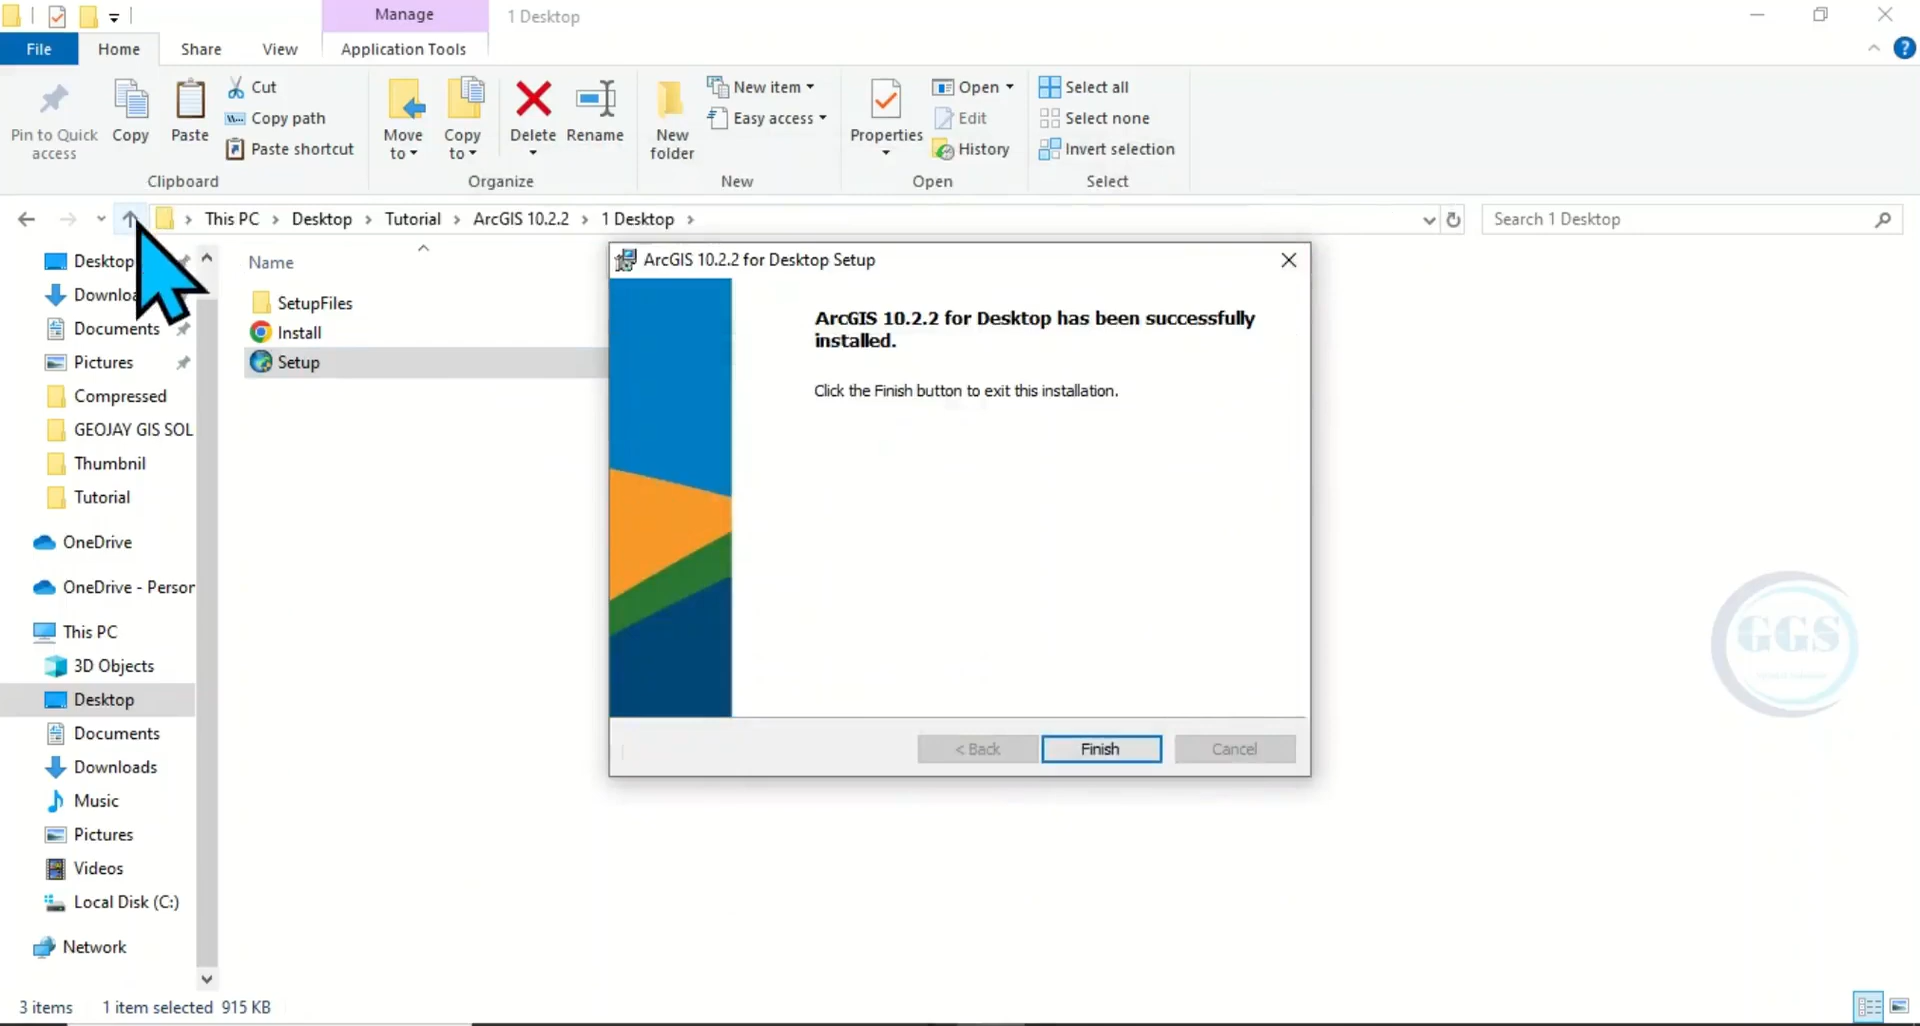 Manage
1 Desktop
File
Home
Share
View
Application Tools
Pin to Quick
access
Copy
Paste
Cut
Copy path
Paste shortcut
Clipboard
Move
to
Copy
to
Delete
Rename
Organize
New
folder
New item
Easy access
New
Properties
Open
Edit
History
Open
Select all
Select none
Invert selection
Select
This PC > Desktop > Tutorial > ArcGIS 10.2.2 > 1 Desktop >
Search 1 Desktop
Desktop
Downloa
Documents
Pictures
Compressed
GEOJAY GIS SOL
Thumbnil
Tutorial
OneDrive
OneDrive - Person
This PC
3D Objects
Desktop
Documents
Downloads
Music
Pictures
Videos
Local Disk (C:)
Network
Name
SetupFiles
Install
Setup
ArcGIS 10.2.2 for Desktop Setup
ArcGIS 10.2.2 for Desktop has been successfully
installed.
Click the Finish button to exit this installation.
< Back
Finish
Cancel
GGS
3 items
1 item selected 915 KB